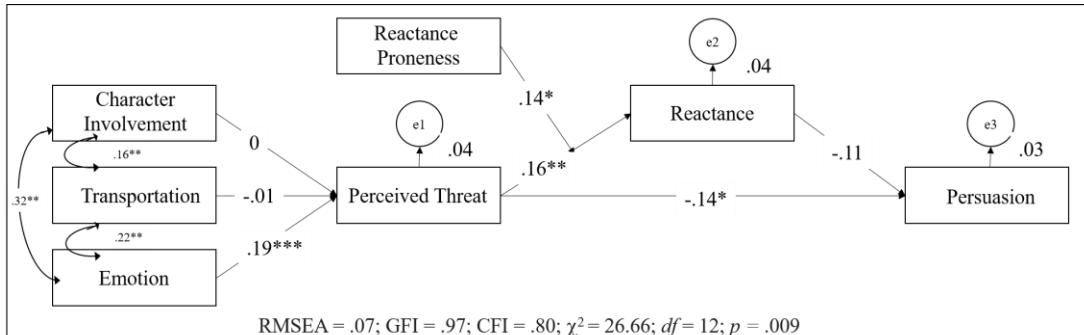 Reactance
Proneness
e2
.04
Character
Involvement
.14*
Reactance
e1
e3
0
.04
.03
-.11
.16**
.16**
Transportation
-.01
Perceived Threat
-.14*
Persuasion
.32**
.22**
.19***
Emotion
RMSEA = .07; GFI = .97; CFI = .80; χ² = 26.66; df = 12; p = .009